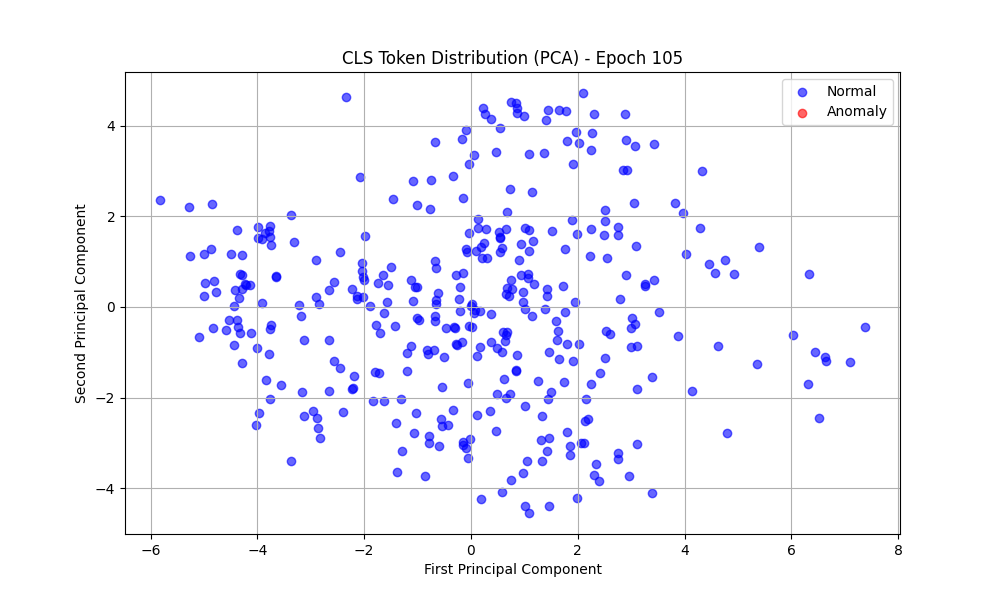 CLS Token Distribution (PCA) - Epoch 105
Normal
Anomaly
Second Principal Component
4
2
0
−2
−4
−6 −4 −2 0 2 4 6 8
First Principal Component